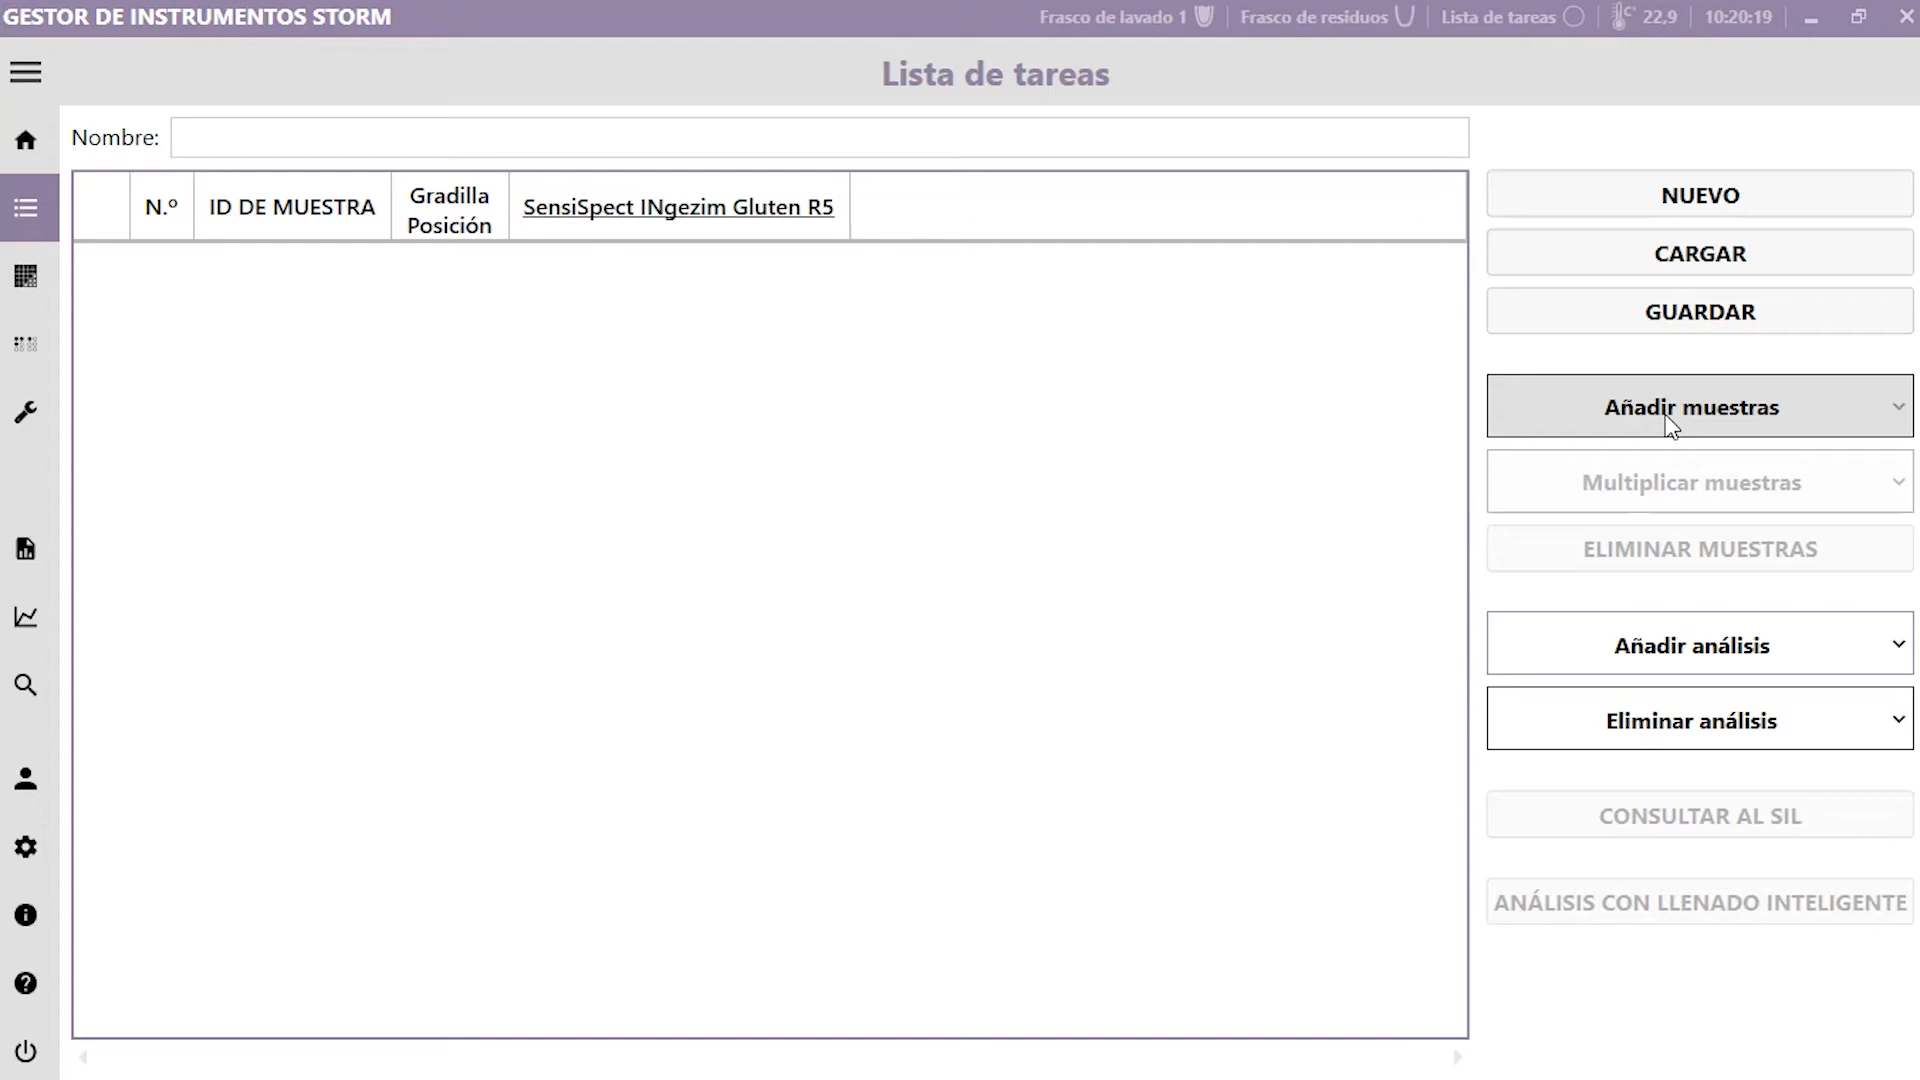 GESTOR DE INSTRUMENTOS STORM
Frasco de lavado 1
Frasco de residuos
Lista de tareas
C° 22,9
10:20:19
Lista de tareas
Nombre:
N.º
ID DE MUESTRA
Gradilla
Posición
SensiSpect INgezim Gluten R5
NUEVO
CARGAR
GUARDAR
Añadir muestras
Multiplicar muestras
ELIMINAR MUESTRAS
Añadir análisis
Eliminar análisis
CONSULTAR AL SIL
ANÁLISIS CON LLENADO INTELIGENTE